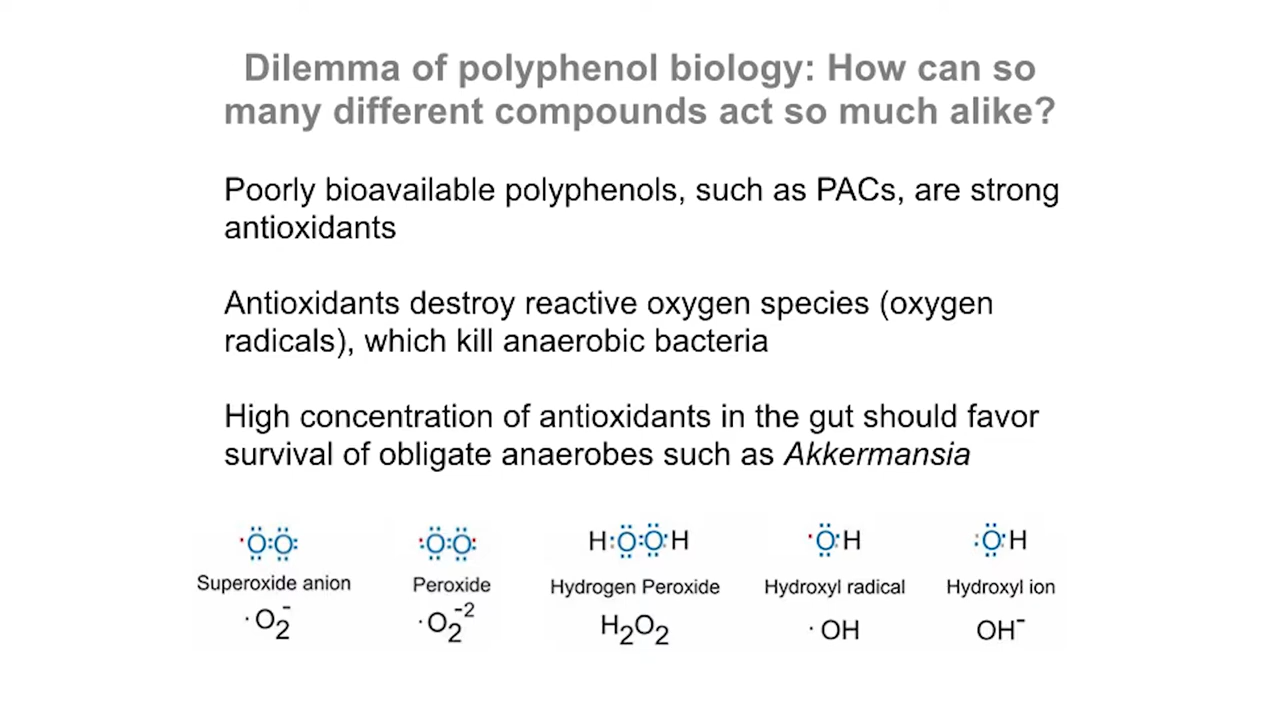 Dilemma of polyphenol biology: How can so
many different compounds act so much alike?
Poorly bioavailable polyphenols, such as PACs, are strong
antioxidants
Antioxidants destroy reactive oxygen species (oxygen
radicals), which kill anaerobic bacteria
High concentration of antioxidants in the gut should favor
survival of obligate anaerobes such as Akkermansia
·Ö:Ö: :Ö:Ö: H:Ö:Ö:H ·Ö:H :Ö:H
Superoxide anion Peroxide Hydrogen Peroxide Hydroxyl radical Hydroxyl ion
·O₂⁻ ·O₂⁻² H₂O₂ ·OH OH⁻